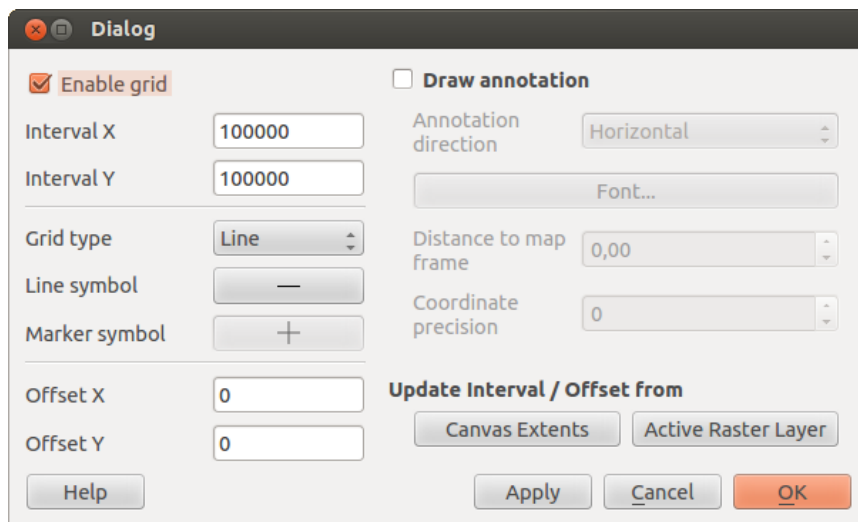 Dialog
Enable grid
Interval X
100000
Interval Y
100000
Grid type
Line
Line symbol
Marker symbol
Offset X
0
Offset Y
0
Draw annotation
Annotation
direction
Horizontal
Font...
Distance to map
frame
0,00
Coordinate
precision
0
Update Interval / Offset from
Canvas Extents
Active Raster Layer
Help
Apply
Cancel
OK